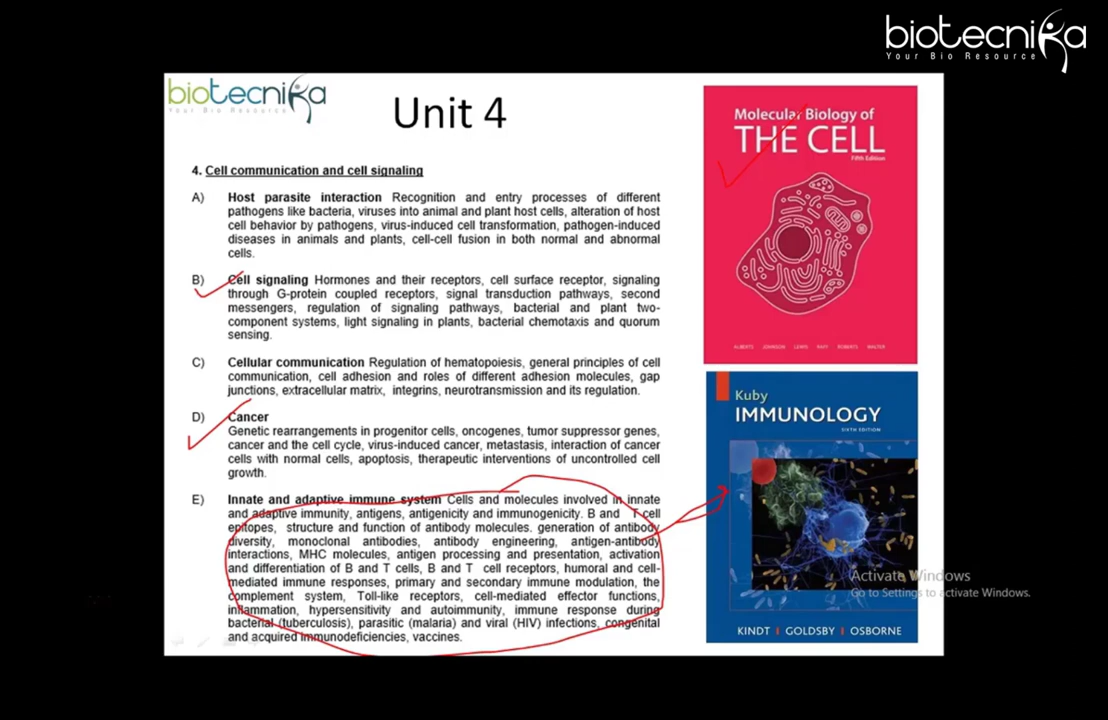 biotecnika
Your Bio Resource
biotecnika
Your Bio Resource
Unit 4
4. Cell communication and cell signaling
A) Host parasite interaction Recognition and entry processes of different
pathogens like bacteria, viruses into animal and plant host cells, alteration of host
cell behavior by pathogens, virus-induced cell transformation, pathogen-induced
diseases in animals and plants, cell-cell fusion in both normal and abnormal
cells.
B) Cell signaling Hormones and their receptors, cell surface receptor, signaling
through G-protein coupled receptors, signal transduction pathways, second
messengers, regulation of signaling pathways, bacterial and plant two-
component systems, light signaling in plants, bacterial chemotaxis and quorum
sensing.
C) Cellular communication Regulation of hematopoiesis, general principles of cell
communication, cell adhesion and roles of different adhesion molecules, gap
junctions, extracellular matrix, integrins, neurotransmission and its regulation.
D) Cancer
Genetic rearrangements in progenitor cells, oncogenes, tumor suppressor genes,
cancer and the cell cycle, virus-induced cancer, metastasis, interaction of cancer
cells with normal cells, apoptosis, therapeutic interventions of uncontrolled cell
growth.
E) Innate and adaptive immune system Cells and molecules involved in innate
and adaptive immunity, antigens, antigenicity and immunogenicity. B and T cell
epitopes, structure and function of antibody molecules. generation of antibody
diversity, monoclonal antibodies, antibody engineering, antigen-antibody
interactions, MHC molecules, antigen processing and presentation, activation
and differentiation of B and T cells, B and T cell receptors, humoral and cell-
mediated immune responses, primary and secondary immune modulation, the
complement system, Toll-like receptors, cell-mediated effector functions,
inflammation, hypersensitivity and autoimmunity, immune response during
bacterial (tuberculosis), parasitic (malaria) and viral (HIV) infections, congenital
and acquired immunodeficiencies, vaccines.
Molecular Biology of
THE CELL
Fifth Edition
ALBERTS JOHNSON LEWIS RAFF ROBERTS WALTER
Kuby
IMMUNOLOGY
SIXTH EDITION
Activate Windows
Go to Settings to activate Windows.
KINDT | GOLDSBY | OSBORNE